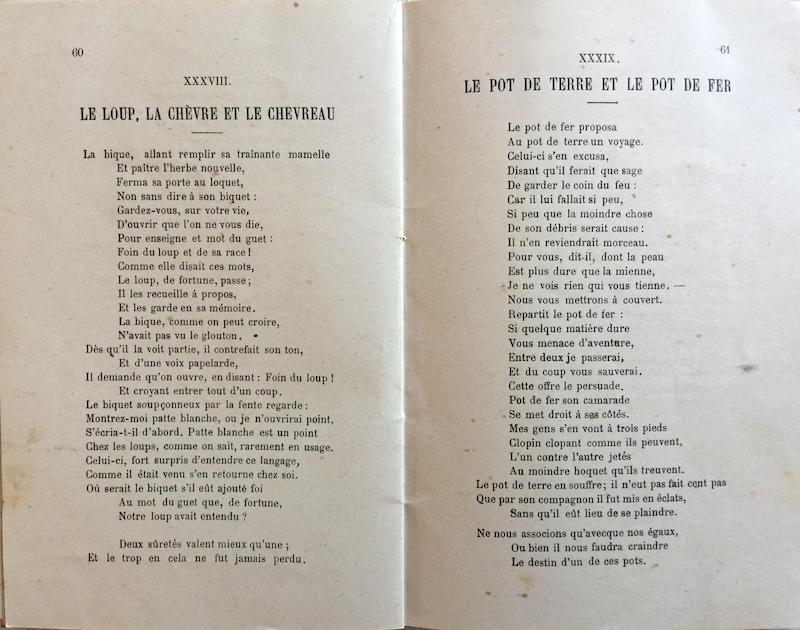 60
XXXVIII.
LE LOUP, LA CHÈVRE ET LE CHEVREAU
La bique, allant remplir sa traînante mamelle
Et paître l'herbe nouvelle,
Ferma sa porte au loquet,
Non sans dire à son biquet :
Gardez-vous, sur votre vie,
D'ouvrir que l'on ne vous die,
Pour enseigne et mot du guet :
Foin du loup et de sa race !
Comme elle disait ces mots,
Le loup, de fortune, passe ;
Il les recueille à propos,
Et les garde en sa mémoire.
La bique, comme on peut croire,
N'avait pas vu le glouton.
Dès qu'il la voit partie, il contrefait son ton,
Et d'une voix papelarde,
Il demande qu'on ouvre, en disant : Foin du loup !
Et croyant entrer tout d'un coup.
Le biquet soupçonneux par la fente regarde :
Montrez-moi patte blanche, ou je n'ouvrirai point,
S'écria-t-il d'abord. Patte blanche est un point
Chez les loups, comme on sait, rarement en usage.
Celui-ci, fort surpris d'entendre ce langage,
Comme il était venu s'en retourne chez soi.
Où serait le biquet s'il eût ajouté foi
Au mot du guet que, de fortune,
Notre loup avait entendu ?
Deux sûretés valent mieux qu'une ;
Et le trop en cela ne fut jamais perdu.
61
XXXIX.
LE POT DE TERRE ET LE POT DE FER
Le pot de fer proposa
Au pot de terre un voyage.
Celui-ci s'en excusa,
Disant qu'il ferait que sage
De garder le coin du feu :
Car il lui fallait si peu,
Si peu que la moindre chose
De son débris serait cause :
Il n'en reviendrait morceau.
Pour vous, dit-il, dont la peau
Est plus dure que la mienne,
Je ne vois rien qui vous tienne. —
Nous vous mettrons à couvert.
Repartit le pot de fer :
Si quelque matière dure
Vous menace d'aventure,
Entre deux je passerai,
Et du coup vous sauverai.
Cette offre le persuade.
Pot de fer son camarade
Se met droit à ses côtés.
Mes gens s'en vont à trois pieds
Clopin clopant comme ils peuvent,
L'un contre l'autre jetés
Au moindre hoquet qu'ils treuvent.
Le pot de terre en souffre ; il n'eut pas fait cent pas
Que par son compagnon il fut mis en éclats,
Sans qu'il eût lieu de se plaindre.
Ne nous associons qu'avecque nos égaux,
Ou bien il nous faudra craindre
Le destin d'un de ces pots.